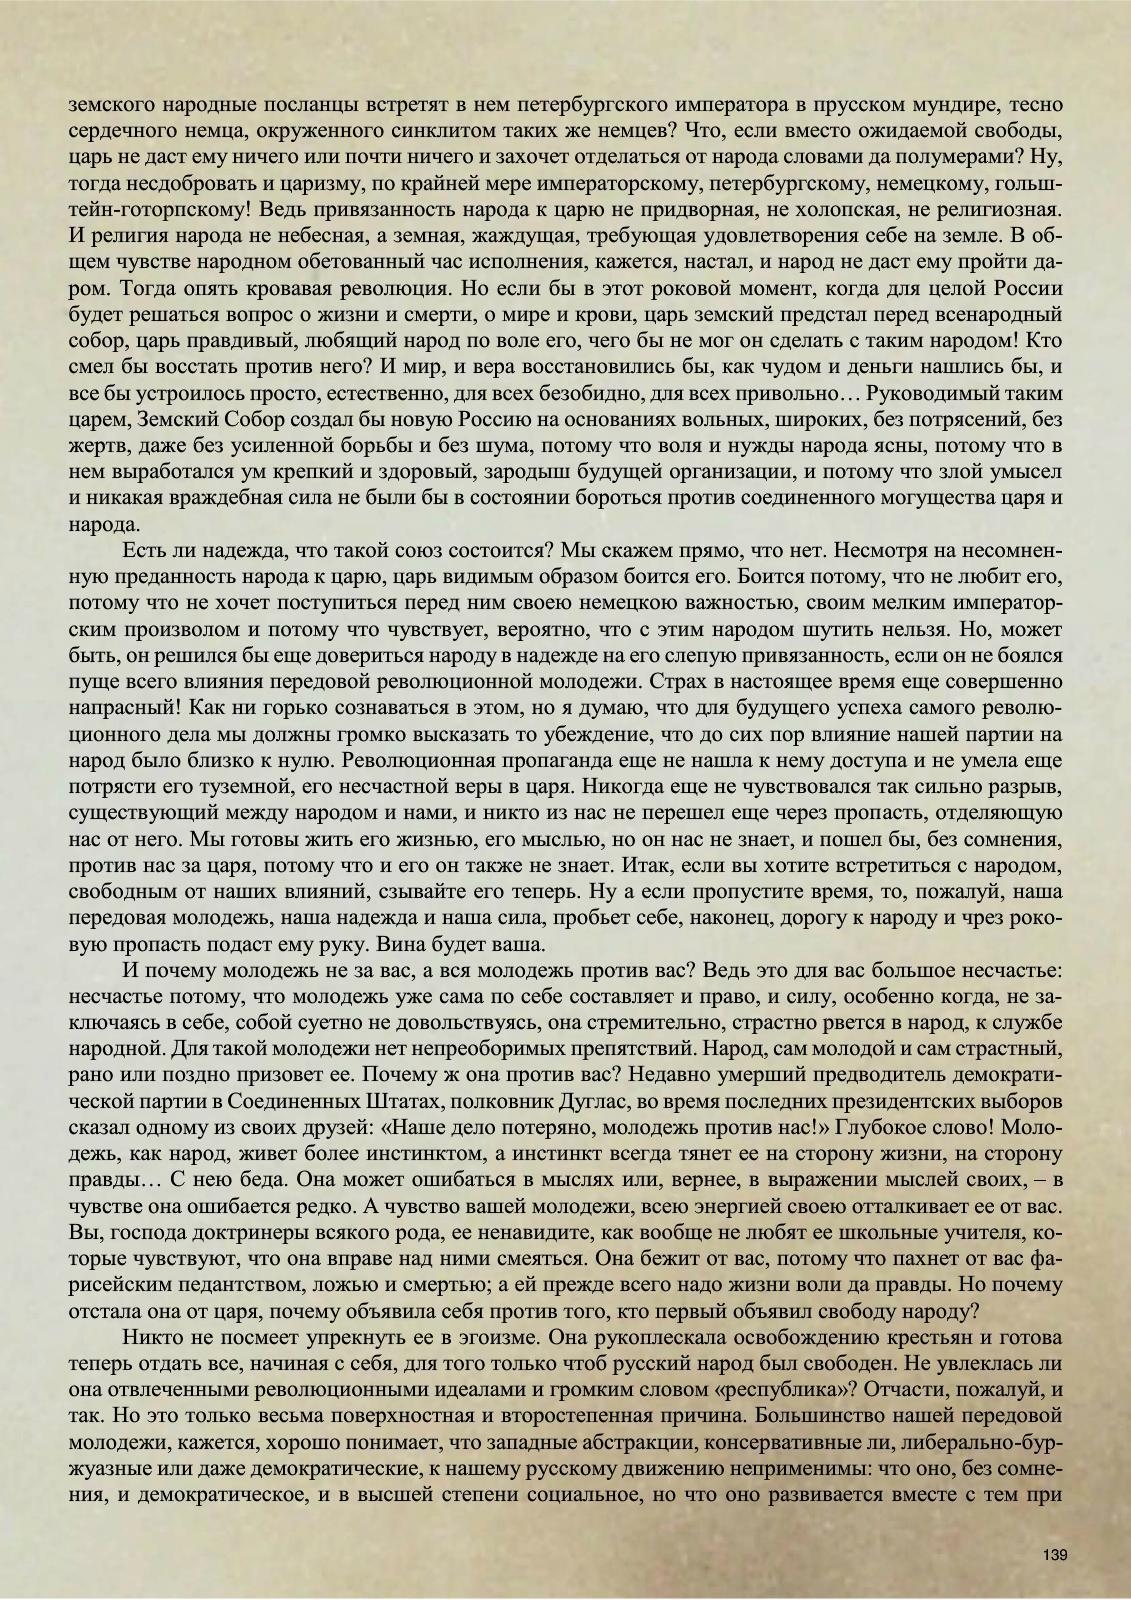 земского народные посланцы встретят в нем петербургского императора в прусском мундире, тесно
сердечного немца, окруженного синклитом таких же немцев? Что, если вместо ожидаемой свободы,
царь не даст ему ничего или почти ничего и захочет отделаться от народа словами да полумерами? Ну,
тогда несдобровать и царизму, по крайней мере императорскому, петербургскому, немецкому, гольш-
тейн-готорпскому! Ведь привязанность народа к царю не придворная, не холопская, не религиозная.
И религия народа не небесная, а земная, жаждущая, требующая удовлетворения себе на земле. В об-
щем чувстве народном обетованный час исполнения, кажется, настал, и народ не даст ему пройти да-
ром. Тогда опять кровавая революция. Но если бы в этот роковой момент, когда для целой России
будет решаться вопрос о жизни и смерти, о мире и крови, царь земский предстал перед всенародный
собор, царь правдивый, любящий народ по воле его, чего бы не мог он сделать с таким народом! Кто
смел бы восстать против него? И мир, и вера восстановились бы, как чудом и деньги нашлись бы, и
все бы устроилось просто, естественно, для всех безобидно, для всех привольно… Руководимый таким
царем, Земский Собор создал бы новую Россию на основаниях вольных, широких, без потрясений, без
жертв, даже без усиленной борьбы и без шума, потому что воля и нужды народа ясны, потому что в
нем выработался ум крепкий и здоровый, зародыш будущей организации, и потому что злой умысел
и никакая враждебная сила не были бы в состоянии бороться против соединенного могущества царя и
народа.
Есть ли надежда, что такой союз состоится? Мы скажем прямо, что нет. Несмотря на несомнен-
ную преданность народа к царю, царь видимым образом боится его. Боится потому, что не любит его,
потому что не хочет поступиться перед ним своею немецкою важностью, своим мелким император-
ским произволом и потому что чувствует, вероятно, что с этим народом шутить нельзя. Но, может
быть, он решился бы еще довериться народу в надежде на его слепую привязанность, если он не боялся
пуще всего влияния передовой революционной молодежи. Страх в настоящее время еще совершенно
напрасный! Как ни горько сознаваться в этом, но я думаю, что для будущего успеха самого револю-
ционного дела мы должны громко высказать то убеждение, что до сих пор влияние нашей партии на
народ было близко к нулю. Революционная пропаганда еще не нашла к нему доступа и не умела еще
потрясти его туземной, его несчастной веры в царя. Никогда еще не чувствовался так сильно разрыв,
существующий между народом и нами, и никто из нас не перешел еще через пропасть, отделяющую
нас от него. Мы готовы жить его жизнью, его мыслью, но он нас не знает, и пошел бы, без сомнения,
против нас за царя, потому что и его он также не знает. Итак, если вы хотите встретиться с народом,
свободным от наших влияний, сзывайте его теперь. Ну а если пропустите время, то, пожалуй, наша
передовая молодежь, наша надежда и наша сила, пробьет себе, наконец, дорогу к народу и чрез роко-
вую пропасть подаст ему руку. Вина будет ваша.
И почему молодежь не за вас, а вся молодежь против вас? Ведь это для вас большое несчастье:
несчастье потому, что молодежь уже сама по себе составляет и право, и силу, особенно когда, не за-
ключаясь в себе, собой суетно не довольствуясь, она стремительно, страстно рвется в народ, к службе
народной. Для такой молодежи нет непреоборимых препятствий. Народ, сам молодой и сам страстный,
рано или поздно призовет ее. Почему ж она против вас? Недавно умерший предводитель демократи-
ческой партии в Соединенных Штатах, полковник Дуглас, во время последних президентских выборов
сказал одному из своих друзей: «Наше дело потеряно, молодежь против нас!» Глубокое слово! Моло-
дежь, как народ, живет более инстинктом, а инстинкт всегда тянет ее на сторону жизни, на сторону
правды… С нею беда. Она может ошибаться в мыслях или, вернее, в выражении мыслей своих, – в
чувстве она ошибается редко. А чувство вашей молодежи, всею энергией своею отталкивает ее от вас.
Вы, господа доктринеры всякого рода, ее ненавидите, как вообще не любят ее школьные учителя, ко-
торые чувствуют, что она вправе над ними смеяться. Она бежит от вас, потому что пахнет от вас фа-
рисейским педантством, ложью и смертью; а ей прежде всего надо жизни воли да правды. Но почему
отстала она от царя, почему объявила себя против того, кто первый объявил свободу народу?
Никто не посмеет упрекнуть ее в эгоизме. Она рукоплескала освобождению крестьян и готова
теперь отдать все, начиная с себя, для того только чтоб русский народ был свободен. Не увлеклась ли
она отвлеченными революционными идеалами и громким словом «республика»? Отчасти, пожалуй, и
так. Но это только весьма поверхностная и второстепенная причина. Большинство нашей передовой
молодежи, кажется, хорошо понимает, что западные абстракции, консервативные ли, либерально-бур-
жуазные или даже демократические, к нашему русскому движению неприменимы: что оно, без сомне-
ния, и демократическое, и в высшей степени социальное, но что оно развивается вместе с тем при
139